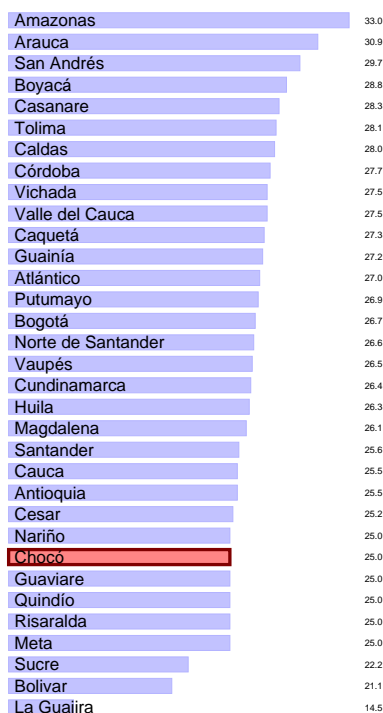 Amazonas 33.0
Arauca 30.9
San Andrés 29.7
Boyacá 28.8
Casanare 28.3
Tolima 28.1
Caldas 28.0
Córdoba 27.7
Vichada 27.5
Valle del Cauca 27.5
Caquetá 27.3
Guainía 27.2
Atlántico 27.0
Putumayo 26.9
Bogotá 26.7
Norte de Santander 26.6
Vaupés 26.5
Cundinamarca 26.4
Huila 26.3
Magdalena 26.1
Santander 25.6
Cauca 25.5
Antioquia 25.5
Cesar 25.2
Nariño 25.0
Chocó 25.0
Guaviare 25.0
Quindío 25.0
Risaralda 25.0
Meta 25.0
Sucre 22.2
Bolivar 21.1
La Guajira 14.5